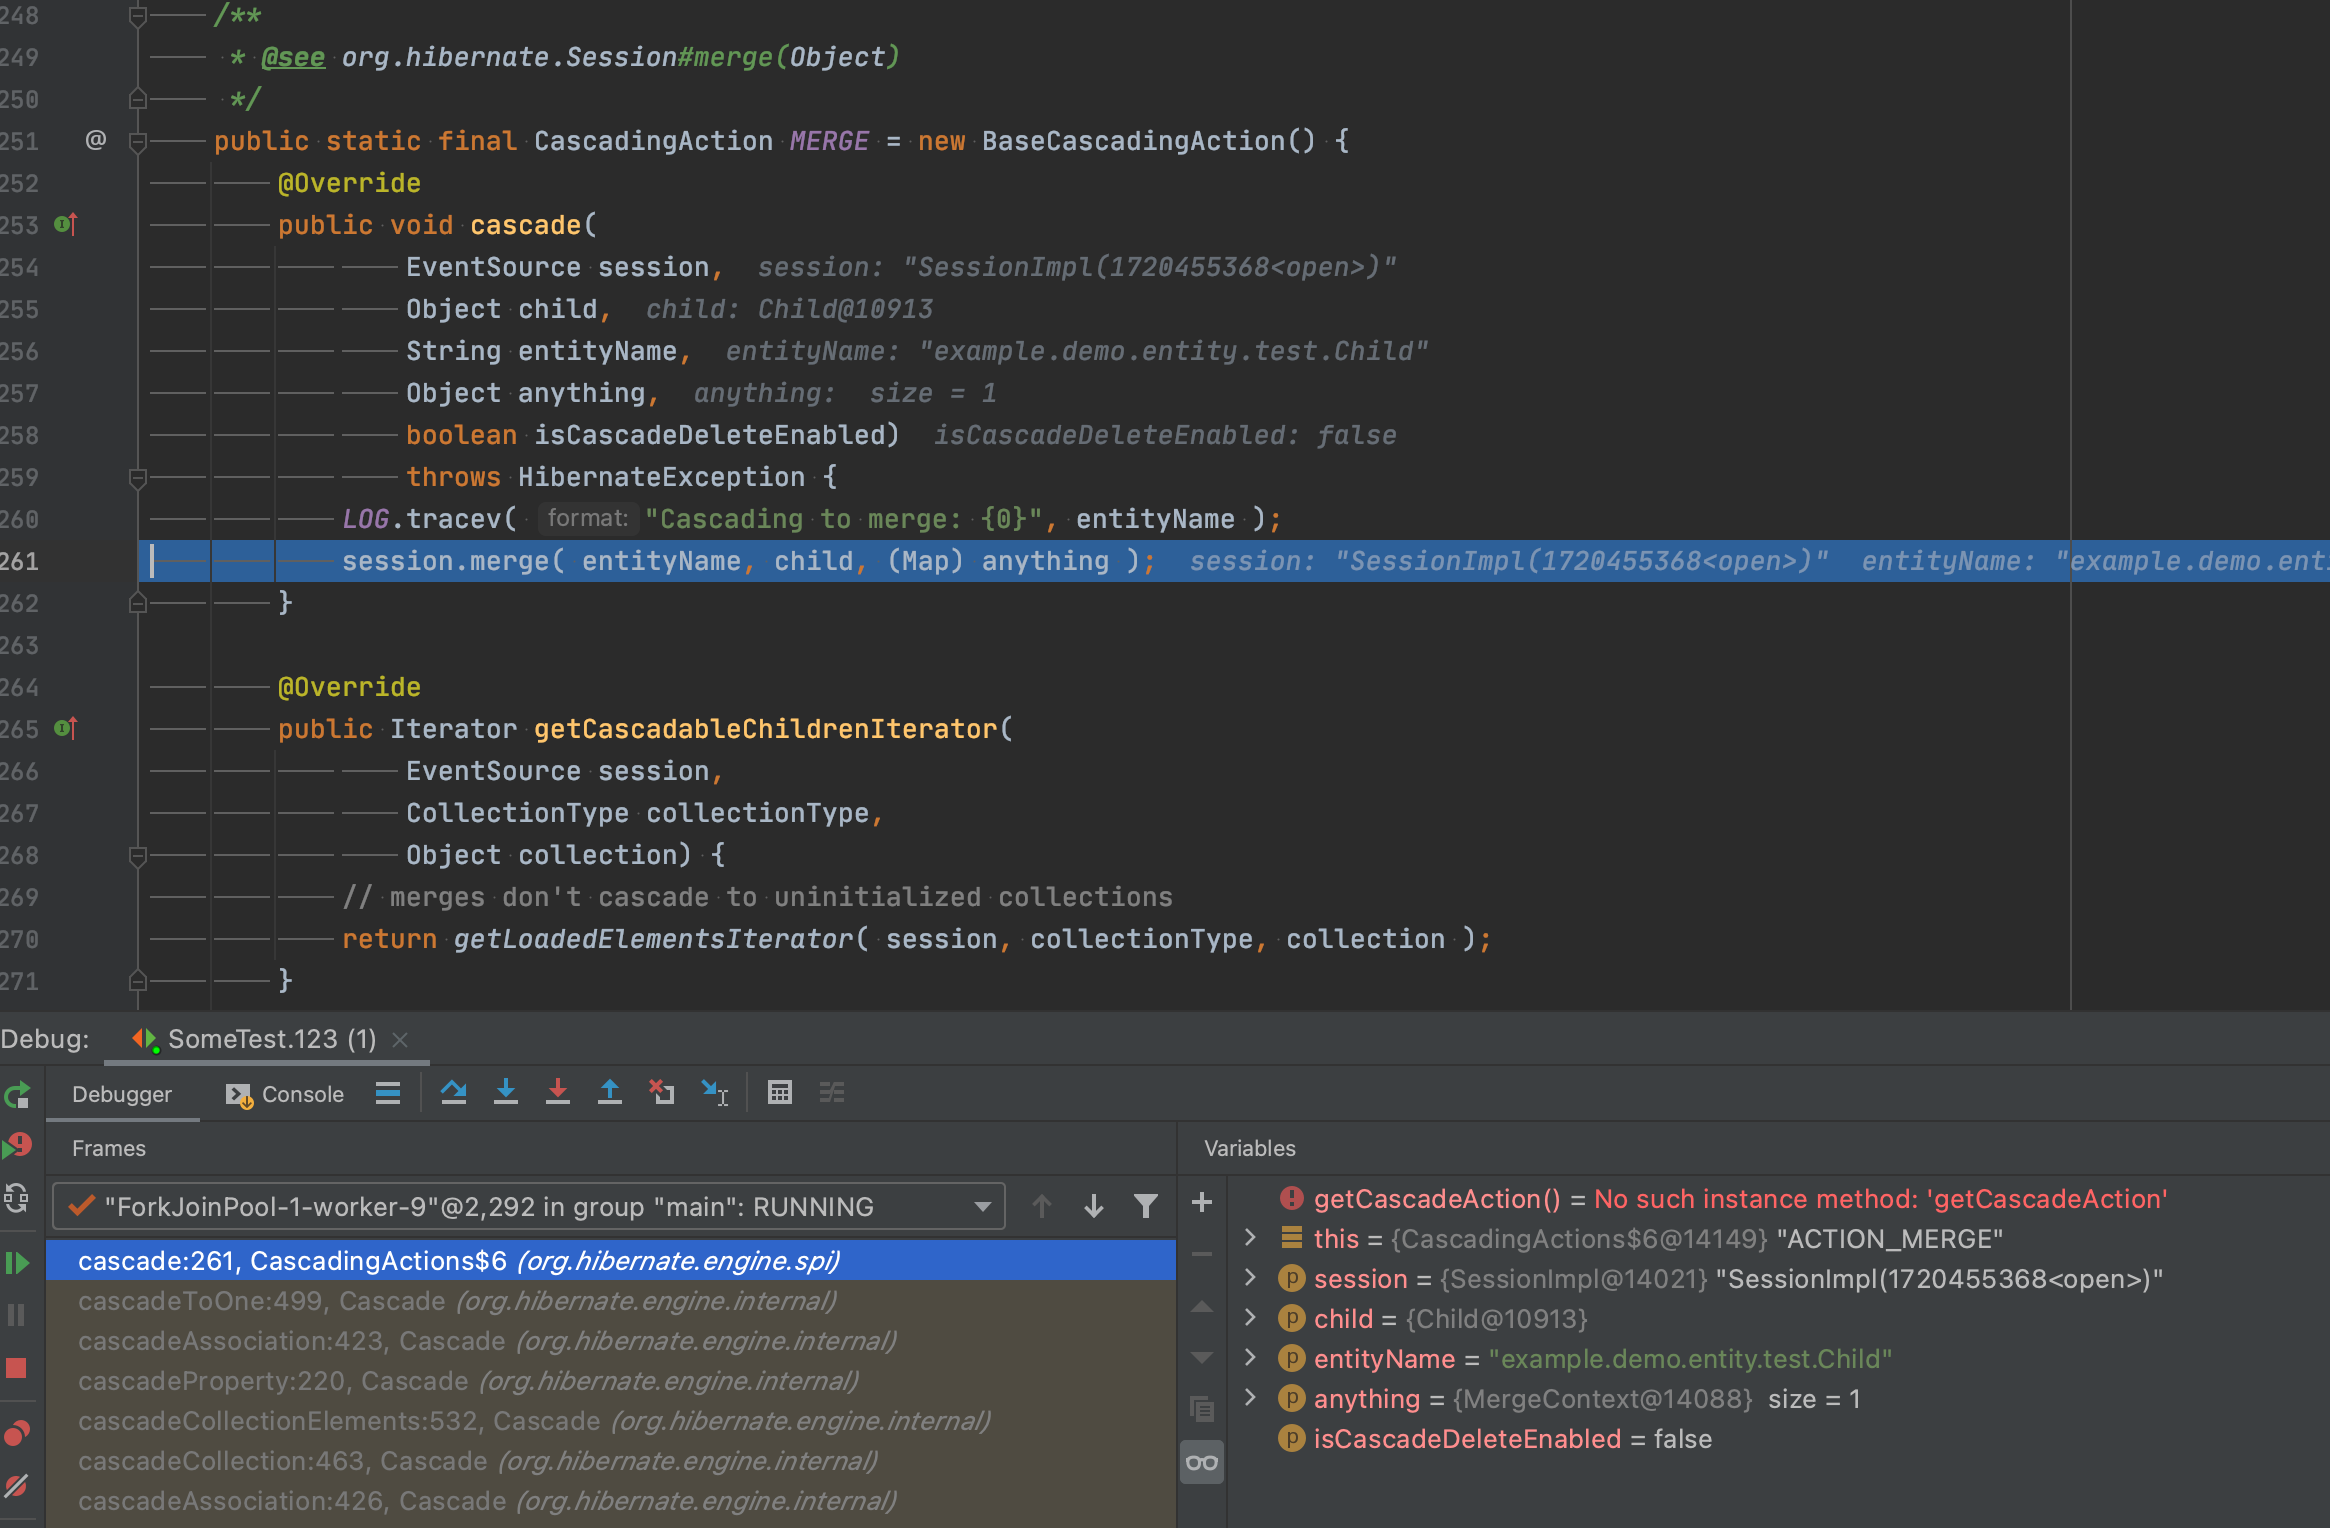 248 /**
249 * @see org.hibernate.Session#merge(Object)
250 */
251 @ public static final CascadingAction MERGE = new BaseCascadingAction() {
252 @Override
253 public void cascade(
254 EventSource session, session: "SessionImpl(1720455368<open>)"
255 Object child, child: Child@10913
256 String entityName, entityName: "example.demo.entity.test.Child"
257 Object anything, anything: size = 1
258 boolean isCascadeDeleteEnabled) isCascadeDeleteEnabled: false
259 throws HibernateException {
260 LOG.tracev( format: "Cascading to merge: {0}", entityName );
261 session.merge( entityName, child, (Map) anything ); session: "SessionImpl(1720455368<open>)" entityName: "example.demo.enti
262 }
263
264 @Override
265 public Iterator getCascadableChildrenIterator(
266 EventSource session,
267 CollectionType collectionType,
268 Object collection) {
269 // merges don't cascade to uninitialized collections
270 return getLoadedElementsIterator( session, collectionType, collection );
271 }
Debug: SomeTest.123 (1)
Debugger Console
Frames
"ForkJoinPool-1-worker-9"@2,292 in group "main": RUNNING
cascade:261, CascadingActions$6 (org.hibernate.engine.spi)
cascadeToOne:499, Cascade (org.hibernate.engine.internal)
cascadeAssociation:423, Cascade (org.hibernate.engine.internal)
cascadeProperty:220, Cascade (org.hibernate.engine.internal)
cascadeCollectionElements:532, Cascade (org.hibernate.engine.internal)
cascadeCollection:463, Cascade (org.hibernate.engine.internal)
cascadeAssociation:426, Cascade (org.hibernate.engine.internal)
Variables
getCascadeAction() = No such instance method: 'getCascadeAction'
this = {CascadingActions$6@14149} "ACTION_MERGE"
session = {SessionImpl@14021} "SessionImpl(1720455368<open>)"
child = {Child@10913}
entityName = "example.demo.entity.test.Child"
anything = {MergeContext@14088} size = 1
isCascadeDeleteEnabled = false